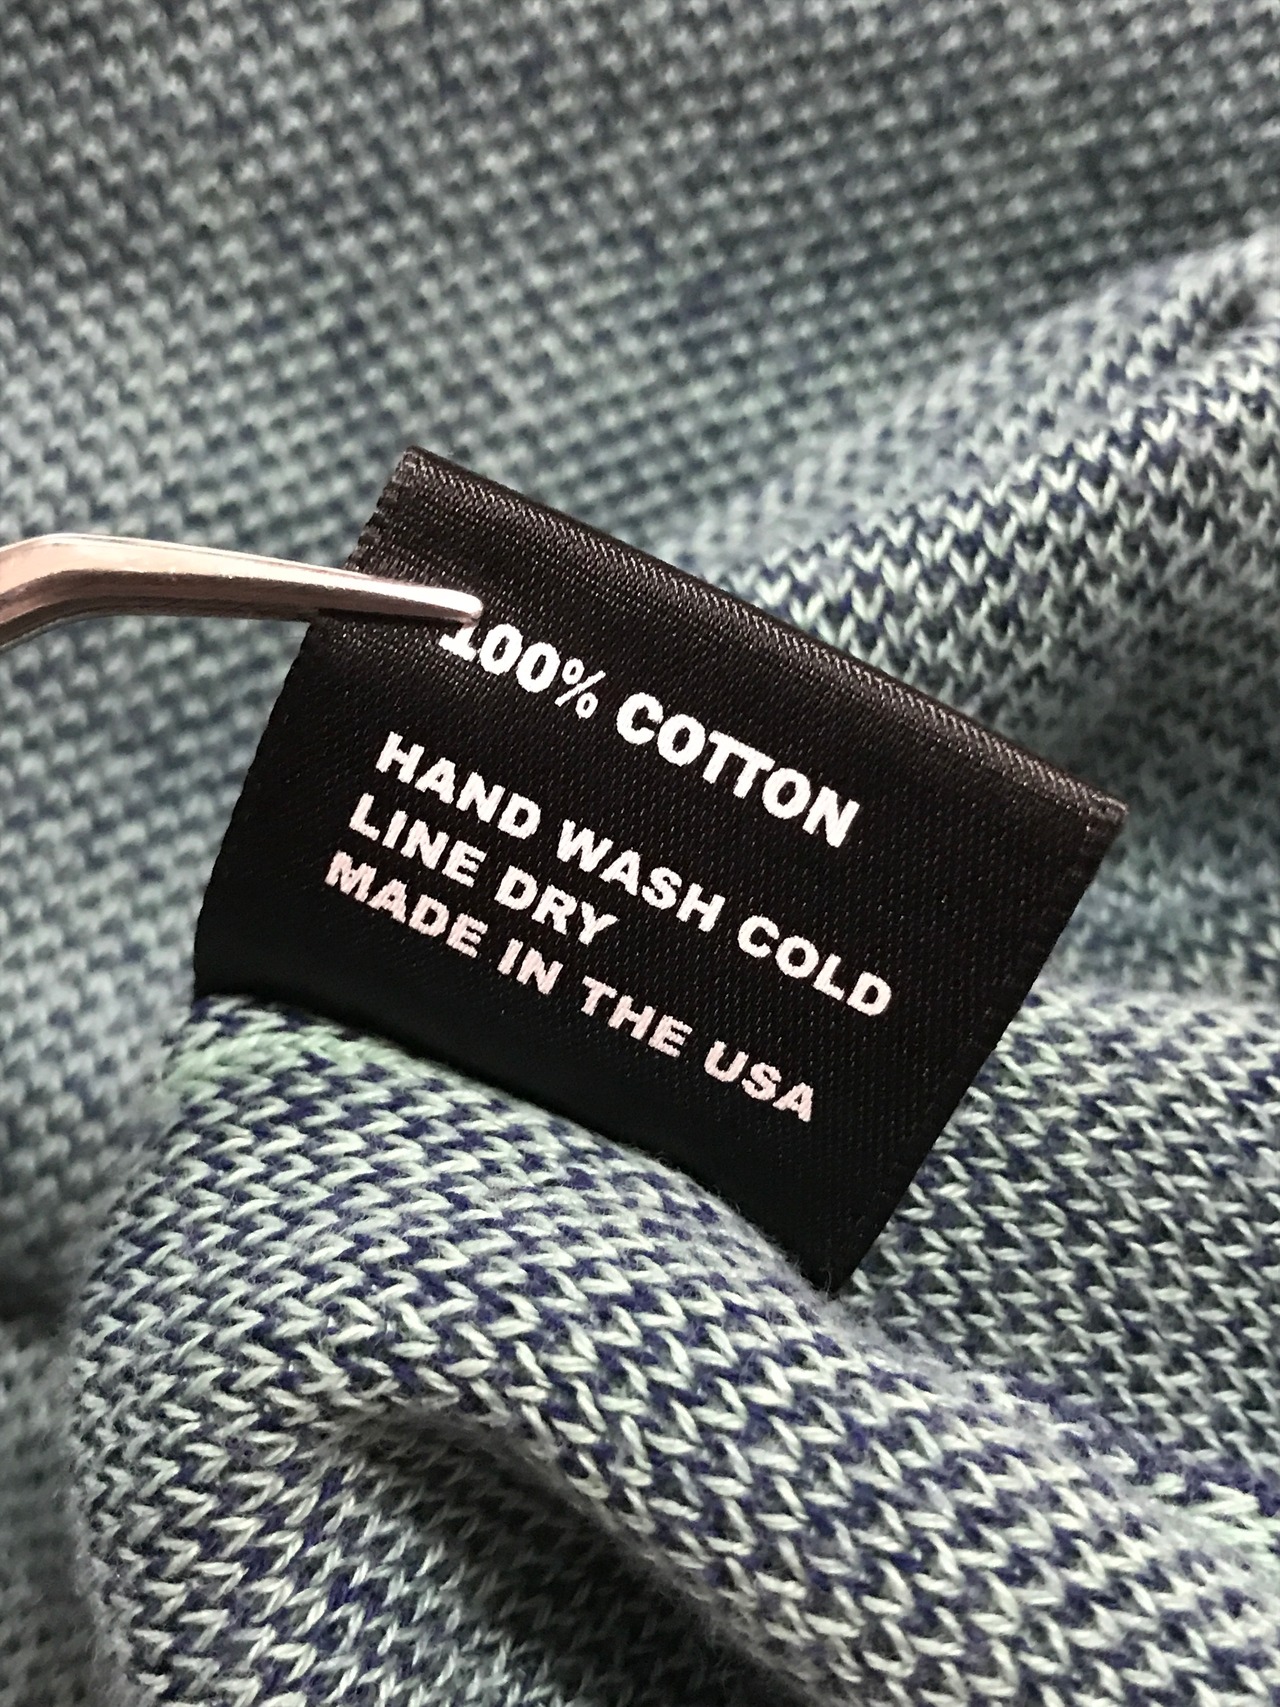 100% COTTON
HAND WASH COLD
LINE DRY
MADE IN THE USA